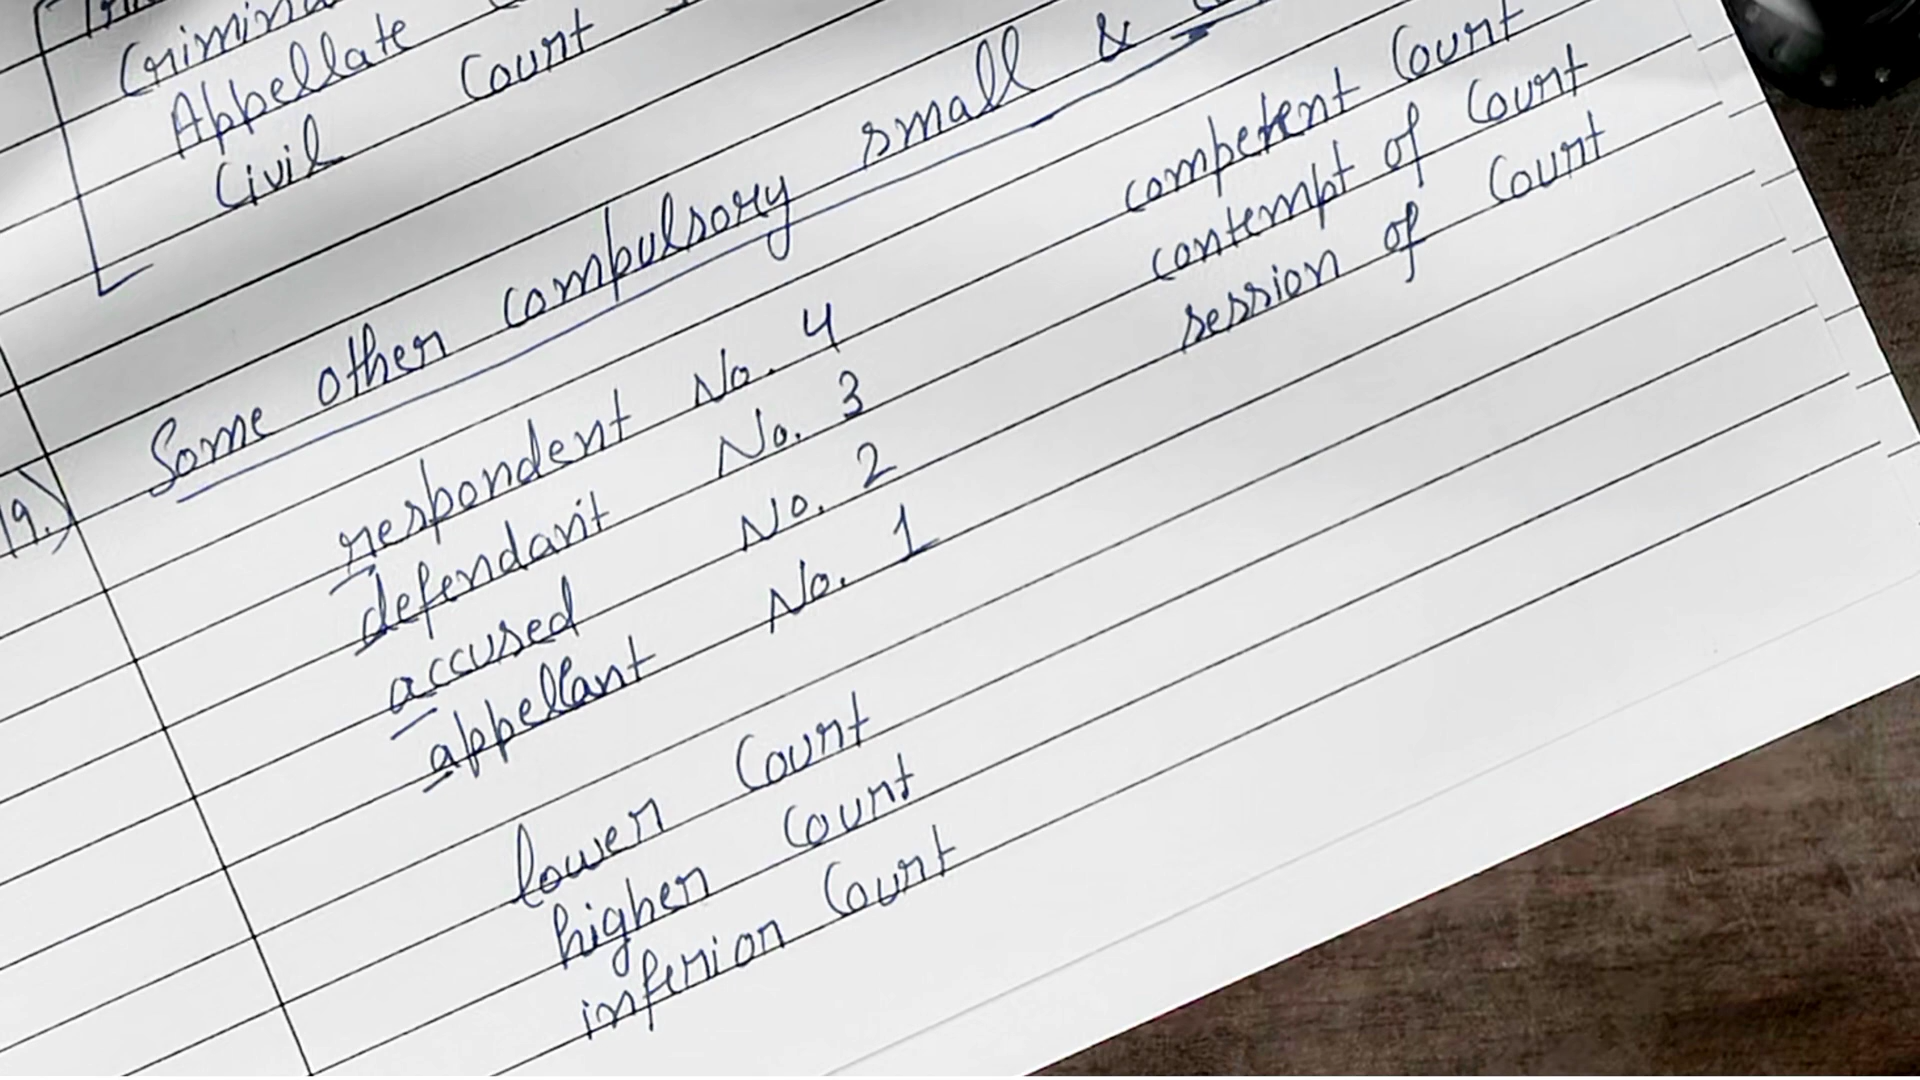 Appellate
Civil Court
19.) Some other compulsory small &
respondent No. 4
defendant No. 3
accused No. 2
appellant No. 1
competent Court
contempt of Court
session of Court
lower Court
higher Court
inferior Court